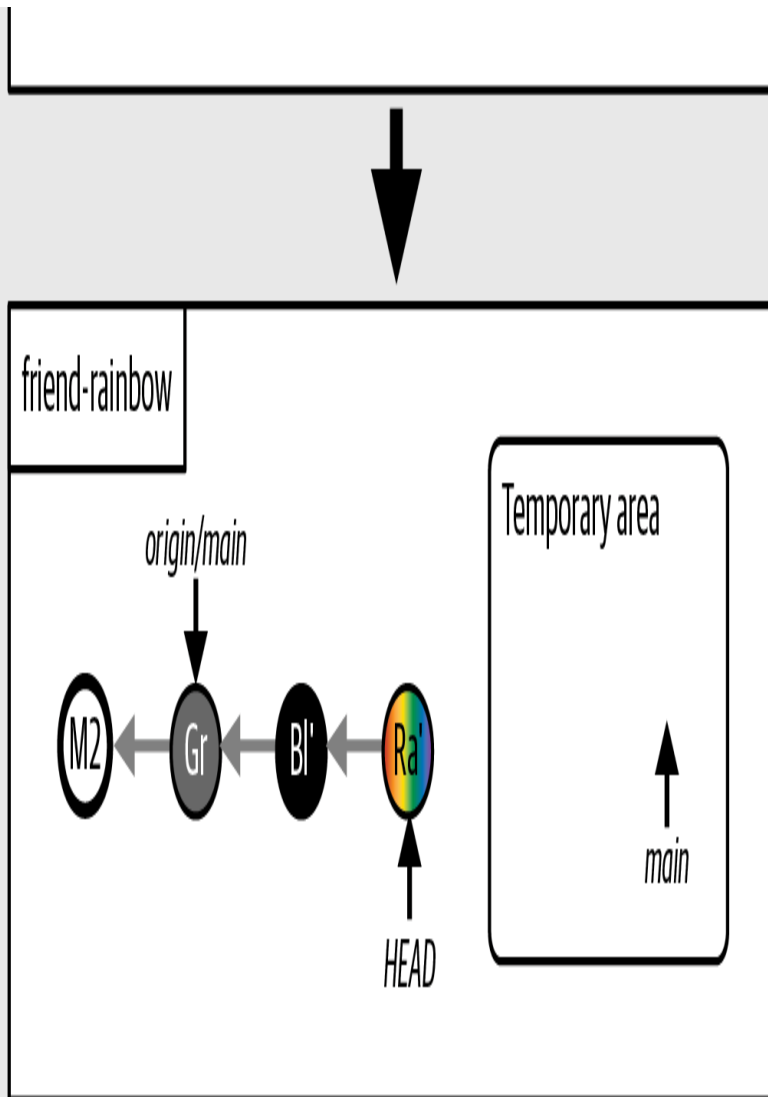 friend-rainbow
Temporary area
origin/main
M2
Gr
Bl'
Ra'
main
HEAD